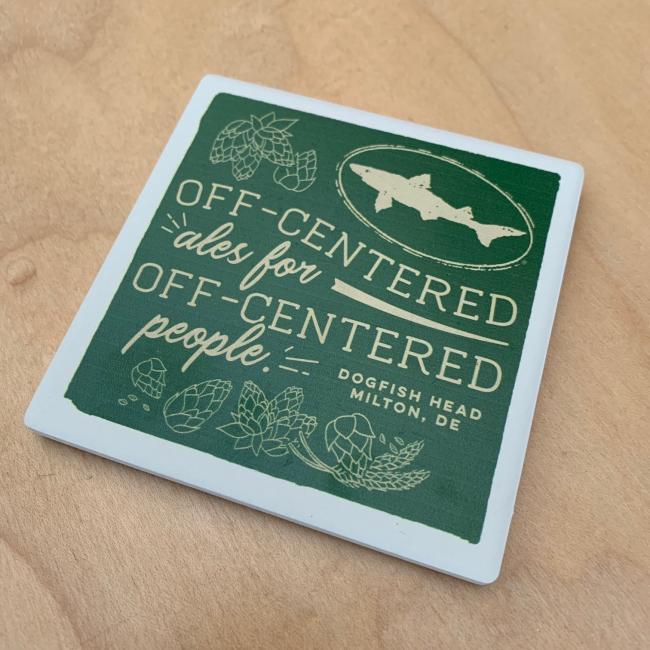 OFF-CENTERED
ales for
OFF-CENTERED
people.
DOGFISH HEAD
MILTON, DE